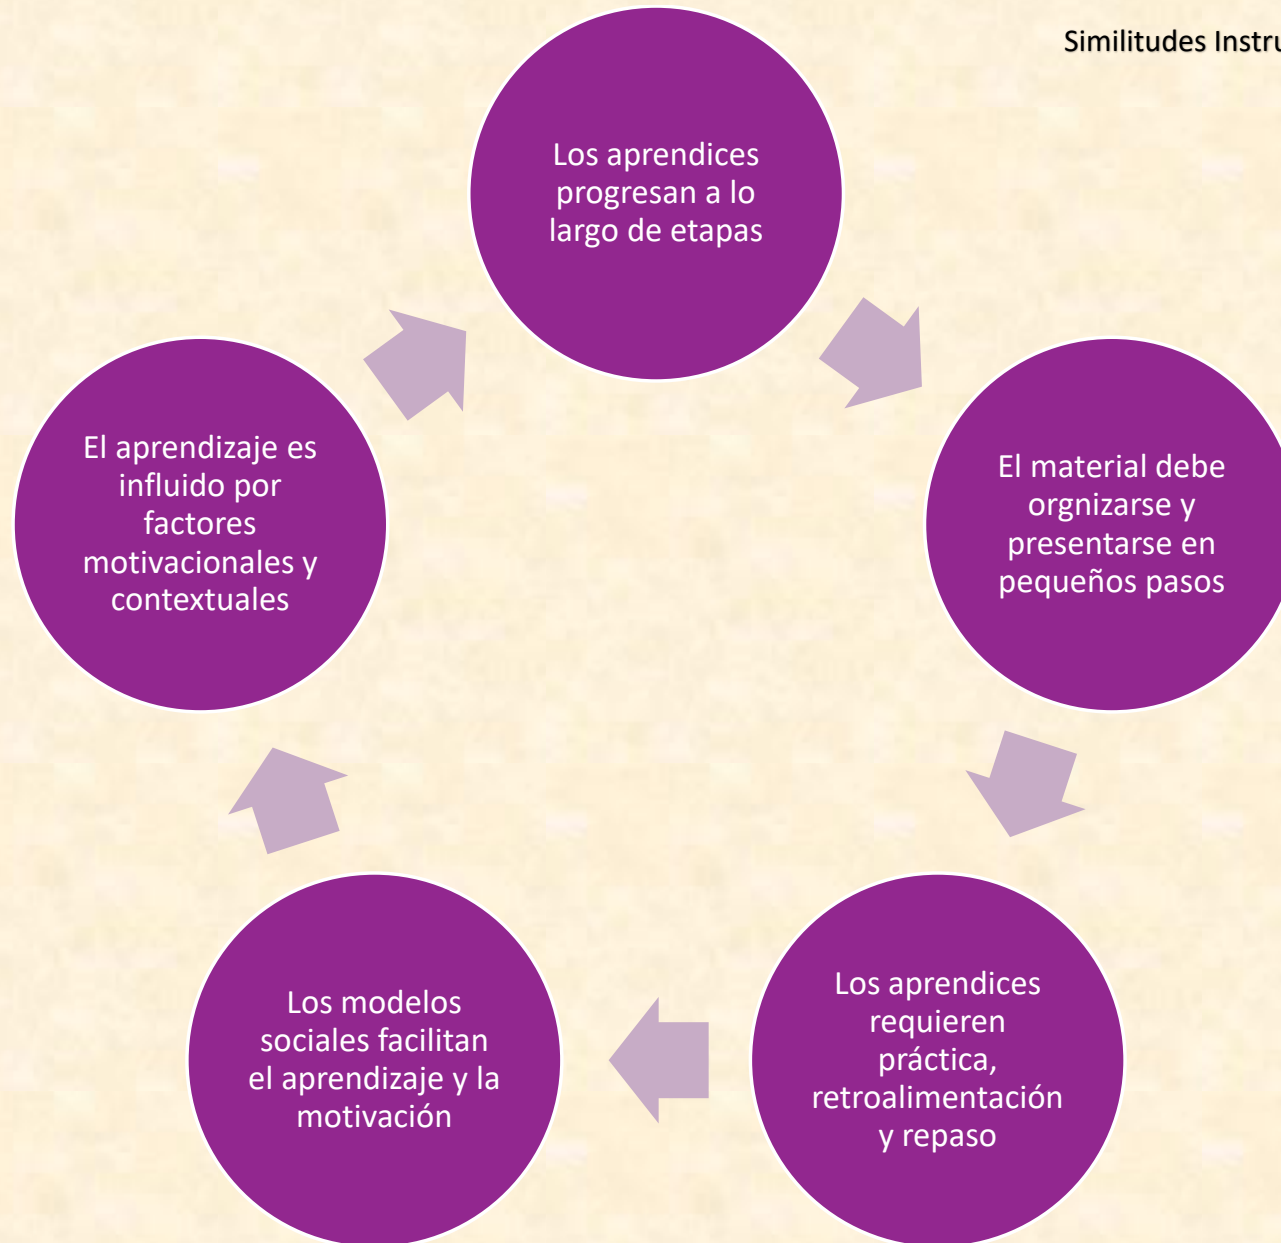 Similitudes
Los aprendices
progresan a lo
largo de etapas
El material debe
orgnizarse y
presentarse en
pequeños pasos
Los aprendices
requieren
práctica,
retroalimentación
y repaso
Los modelos
sociales facilitan
el aprendizaje y la
motivación
El aprendizaje es
influido por
factores
motivacionales y
contextuales